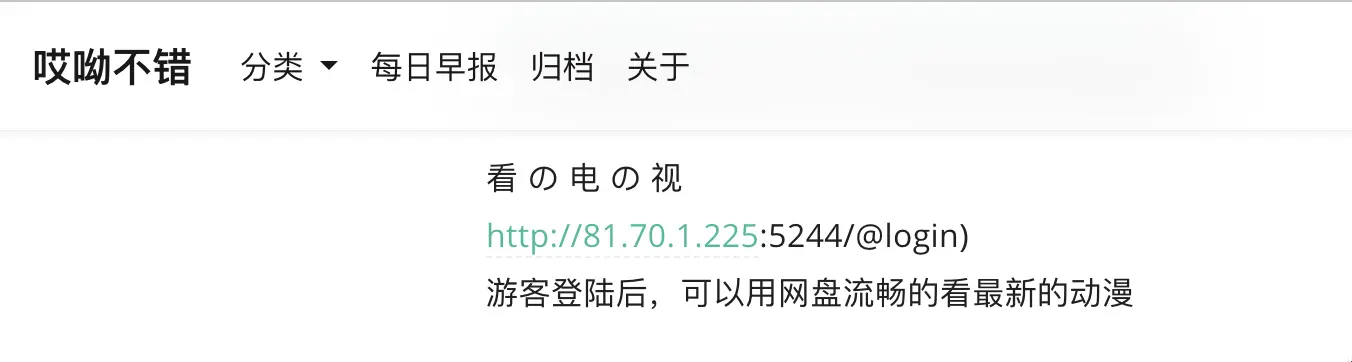 哎呦不错 分类 每日早报 归档 关于
看 の 电 の 视
http://81.70.1.225:5244/@login)
游客登陆后，可以用网盘流畅的看最新的动漫